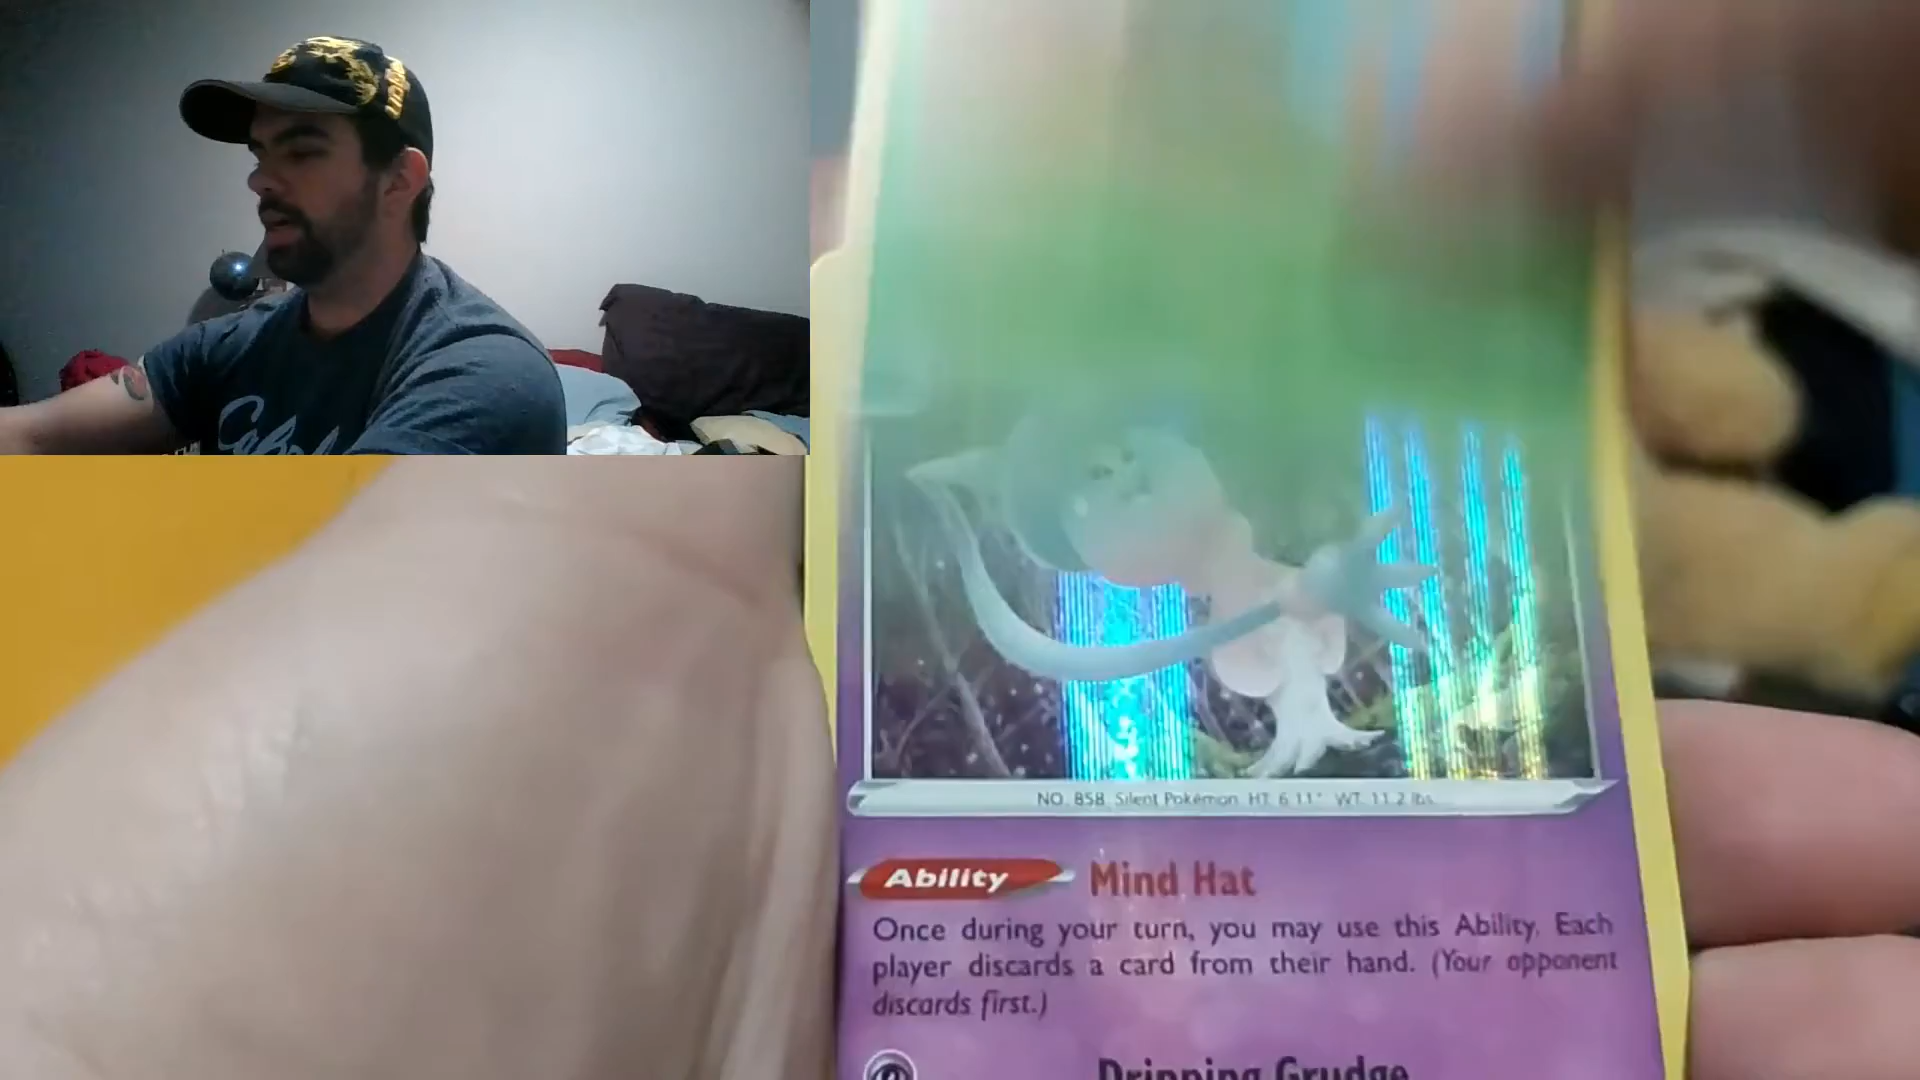 NO. 858 Silent Pokémon HT. 6'11" WT. 11.2 lbs.
Ability Mind Hat
Once during your turn, you may use this Ability. Each
player discards a card from their hand. (Your opponent
discards first.)
Dripping Grudge